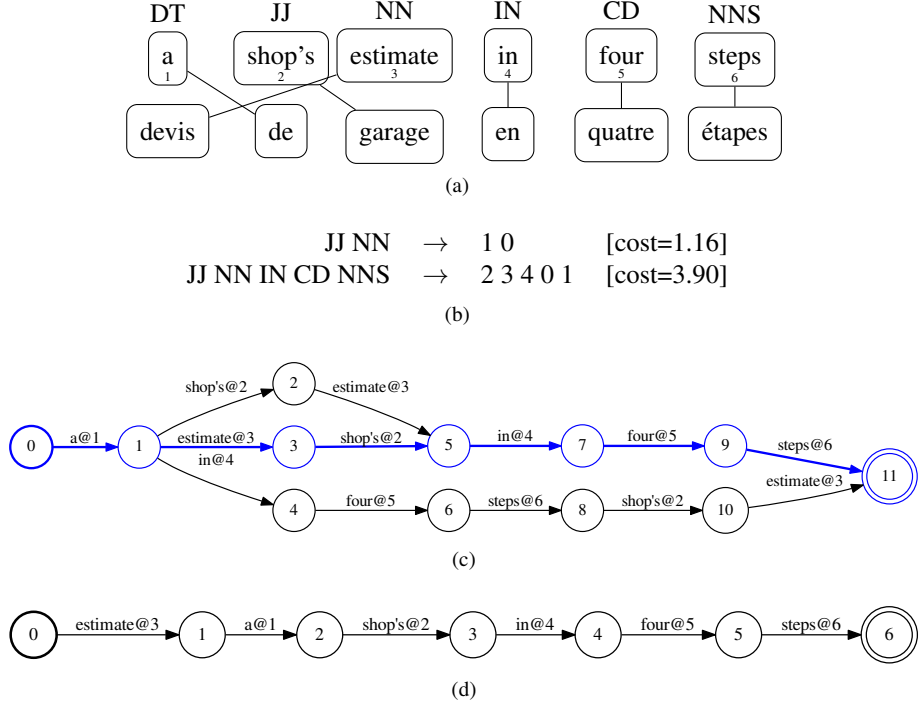 DT JJ NN IN CD NNS
a shop's estimate in four steps
1 2 3 4 5 6
devis de garage en quatre étapes
(a)
JJ NN → 1 0 [cost=1.16]
JJ NN IN CD NNS → 2 3 4 0 1 [cost=3.90]
(b)
shop's@2 2 estimate@3
0 a@1 1 estimate@3 3 shop's@2 5 in@4 7 four@5 9 steps@6 11
in@4 4 four@5 6 steps@6 8 shop's@2 10 estimate@3
(c)
0 estimate@3 1 a@1 2 shop's@2 3 in@4 4 four@5 5 steps@6 6
(d)